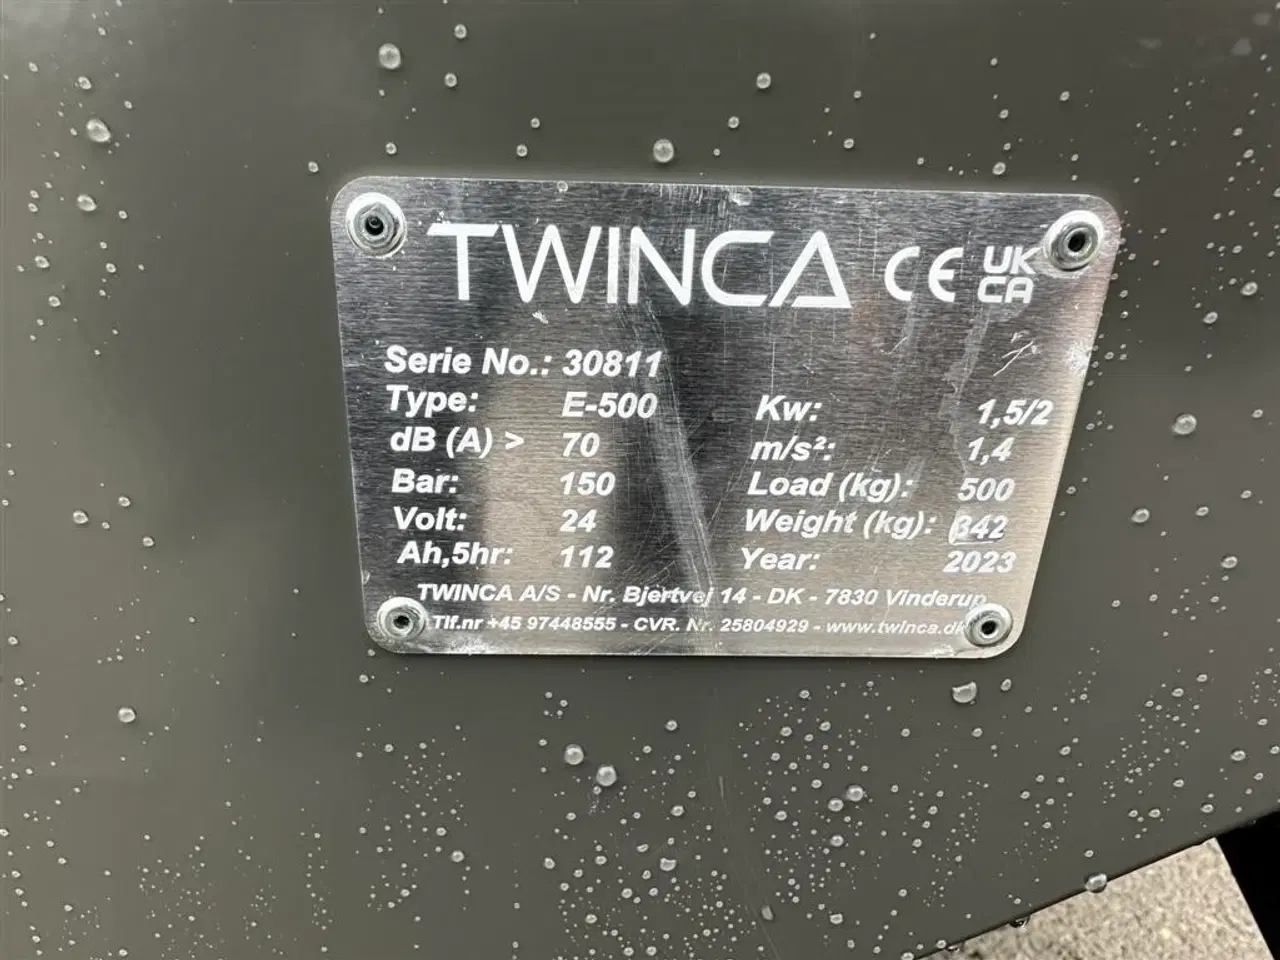 TWINCA CE UK
CA
Serie No.: 30811
Type: E-500 Kw: 1,5/2
dB (A) > 70 m/s²: 1,4
Bar: 150 Load (kg): 500
Volt: 24 Weight (kg): 342
Ah,5hr: 112 Year: 2023
TWINCA A/S - Nr. Bjertvej 14 - DK - 7830 Vinderup
Tlf.nr +45 97448555 - CVR. Nr. 25804929 - www.twinca.dk